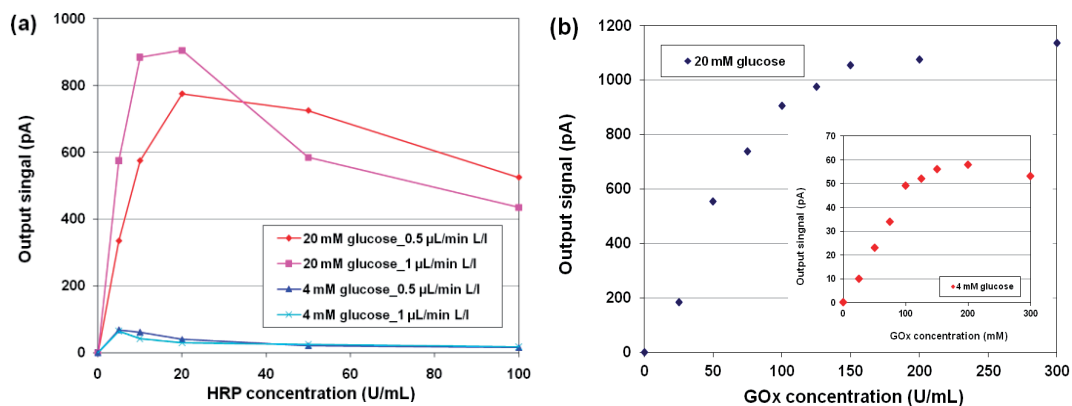 (a)
Output singal (pA)
1000
800
600
400
200
0
20 mM glucose_0.5 µL/min L/I
20 mM glucose_1 µL/min L/I
4 mM glucose_0.5 µL/min L/I
4 mM glucose_1 µL/min L/I
0 20 40 60 80 100
HRP concentration (U/mL)
(b)
Output signal (pA)
1200
1000
800
600
400
200
0
20 mM glucose
0 50 100 150 200 250 300
GOx concentration (U/mL)
Output singnal (pA)
70
60
50
40
30
20
10
0
4 mM glucose
0 100 200 300
GOx concentration (mM)